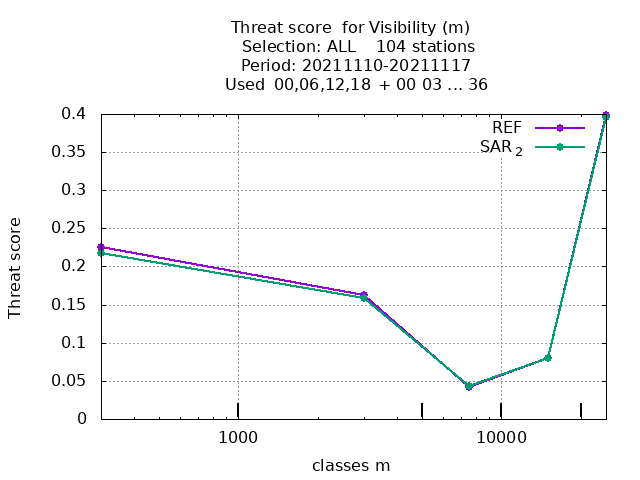 Threat score  for Visibility (m)
Selection: ALL    104 stations
Period: 20211110-20211117
Used  00,06,12,18 + 00 03 ... 36
REF
SAR 2
0.4
0.35
0.3
0.25
0.2
0.15
0.1
0.05
0
Threat score
1000
10000
classes m